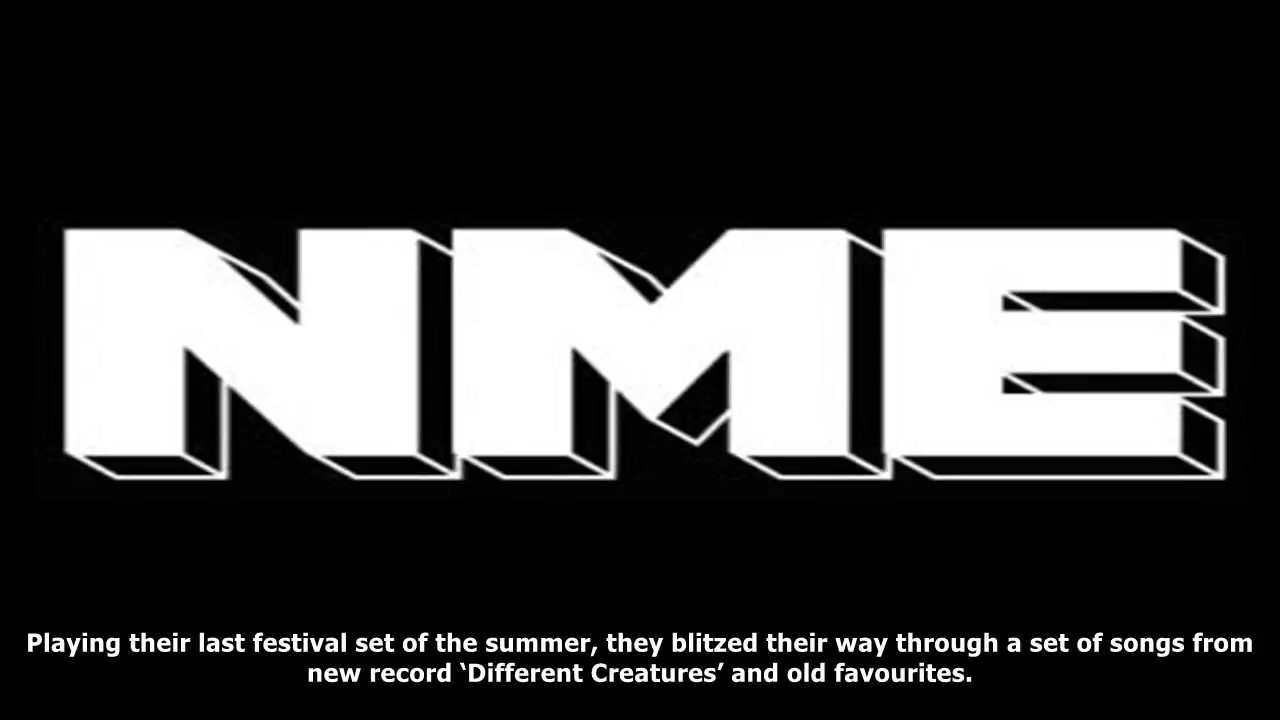 NME
Playing their last festival set of the summer, they blitzed their way through a set of songs from
new record ‘Different Creatures’ and old favourites.